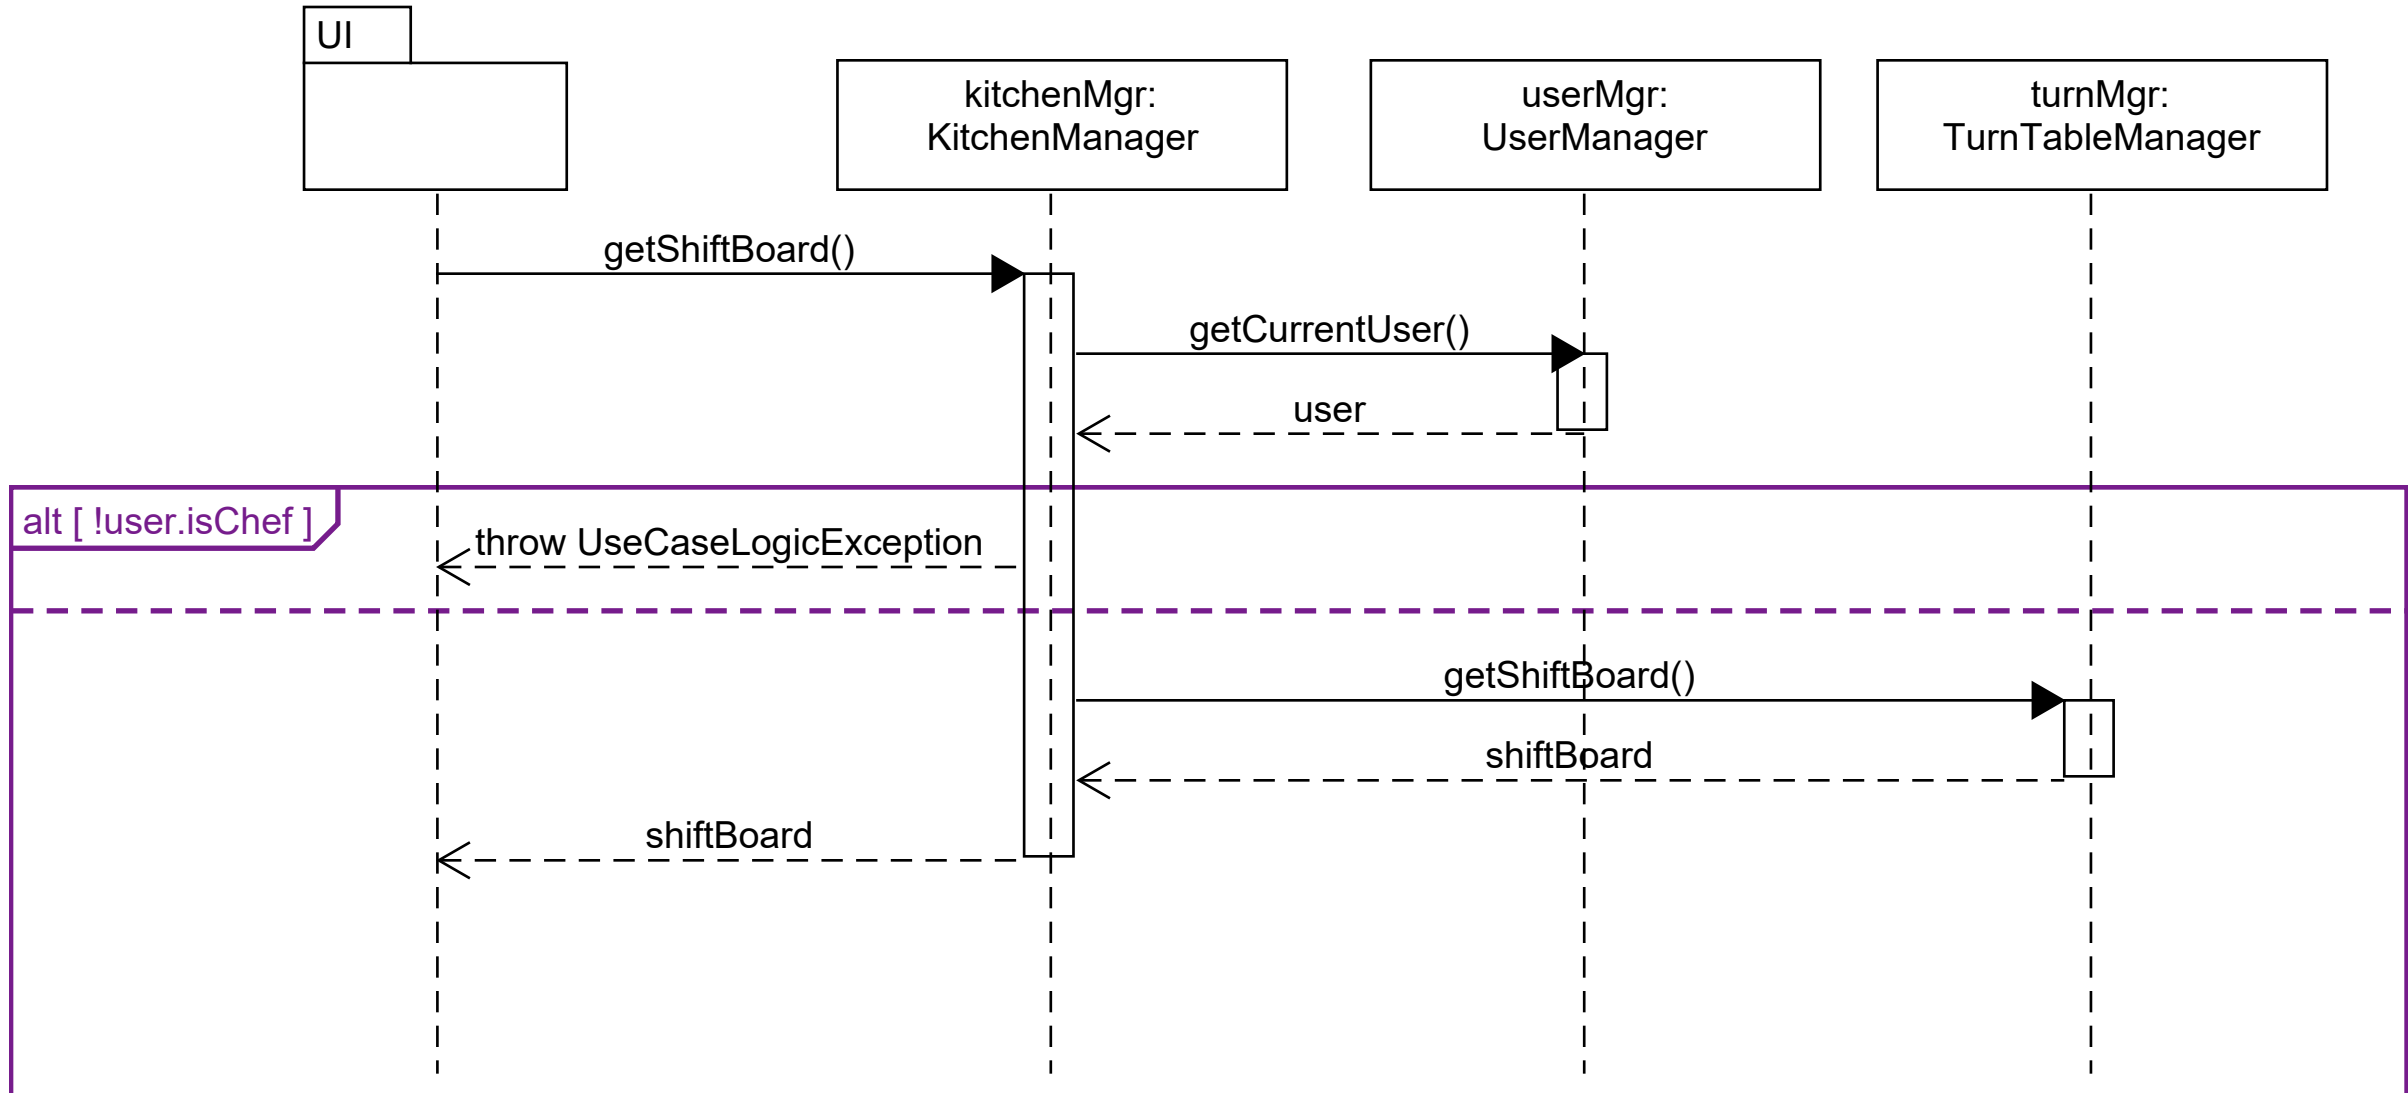 UI
kitchenMgr:
KitchenManager
userMgr:
UserManager
turnMgr:
TurnTableManager
getShiftBoard()
getCurrentUser()
user
alt [ !user.isChef ]
throw UseCaseLogicException
getShiftBoard()
shiftBoard
shiftBoard